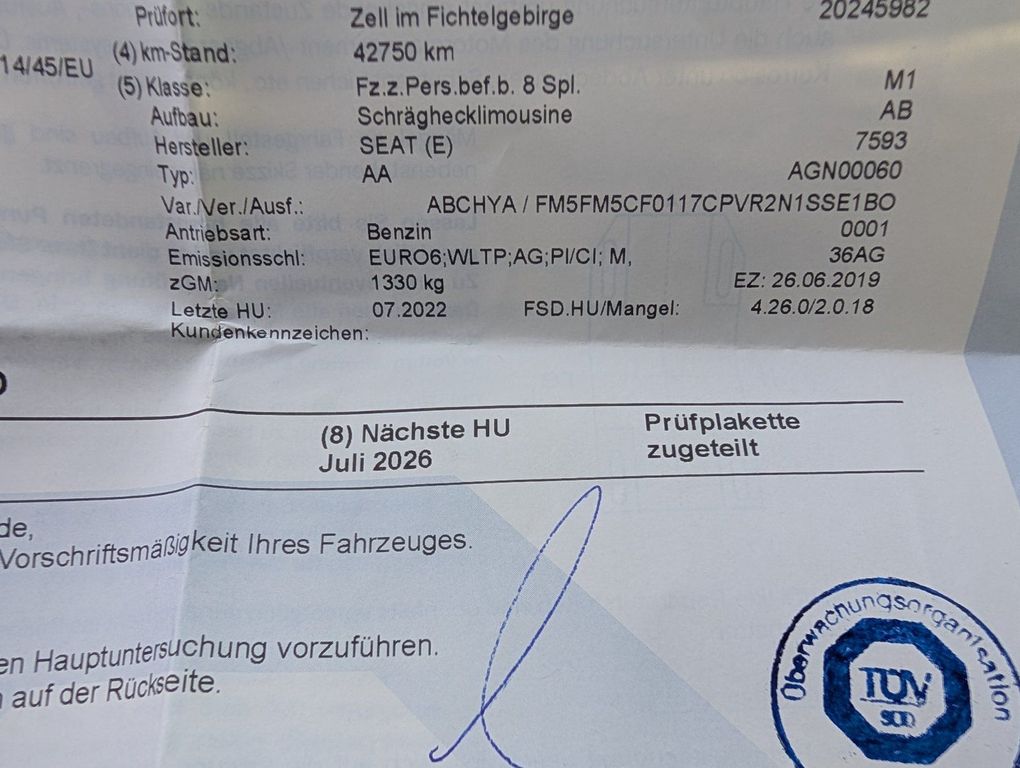 Prüfort: Zell im Fichtelgebirge 20245982
14/45/EU (4) km-Stand: 42750 km
(5) Klasse: Fz.z.Pers.bef.b. 8 Spl. M1
Aufbau: Schräghecklimousine AB
Hersteller: SEAT (E) 7593
Typ: AA AGN00060
Var./Ver./Ausf.: ABCHYA / FM5FM5CF0117CPVR2N1SSE1BO
Antriebsart: Benzin 0001
Emissionsschl: EURO6;WLTP;AG;PI/CI; M, 36AG
zGM: 1330 kg EZ: 26.06.2019
Letzte HU: 07.2022 FSD.HU/Mangel: 4.26.0/2.0.18
Kundenkennzeichen:
(8) Nächste HU Prüfplakette
Juli 2026 zugeteilt
de,
Vorschriftsmäßigkeit Ihres Fahrzeuges.
en Hauptuntersuchung vorzuführen.
auf der Rückseite.
Überwachungsorganisation
TÜV
SÜD